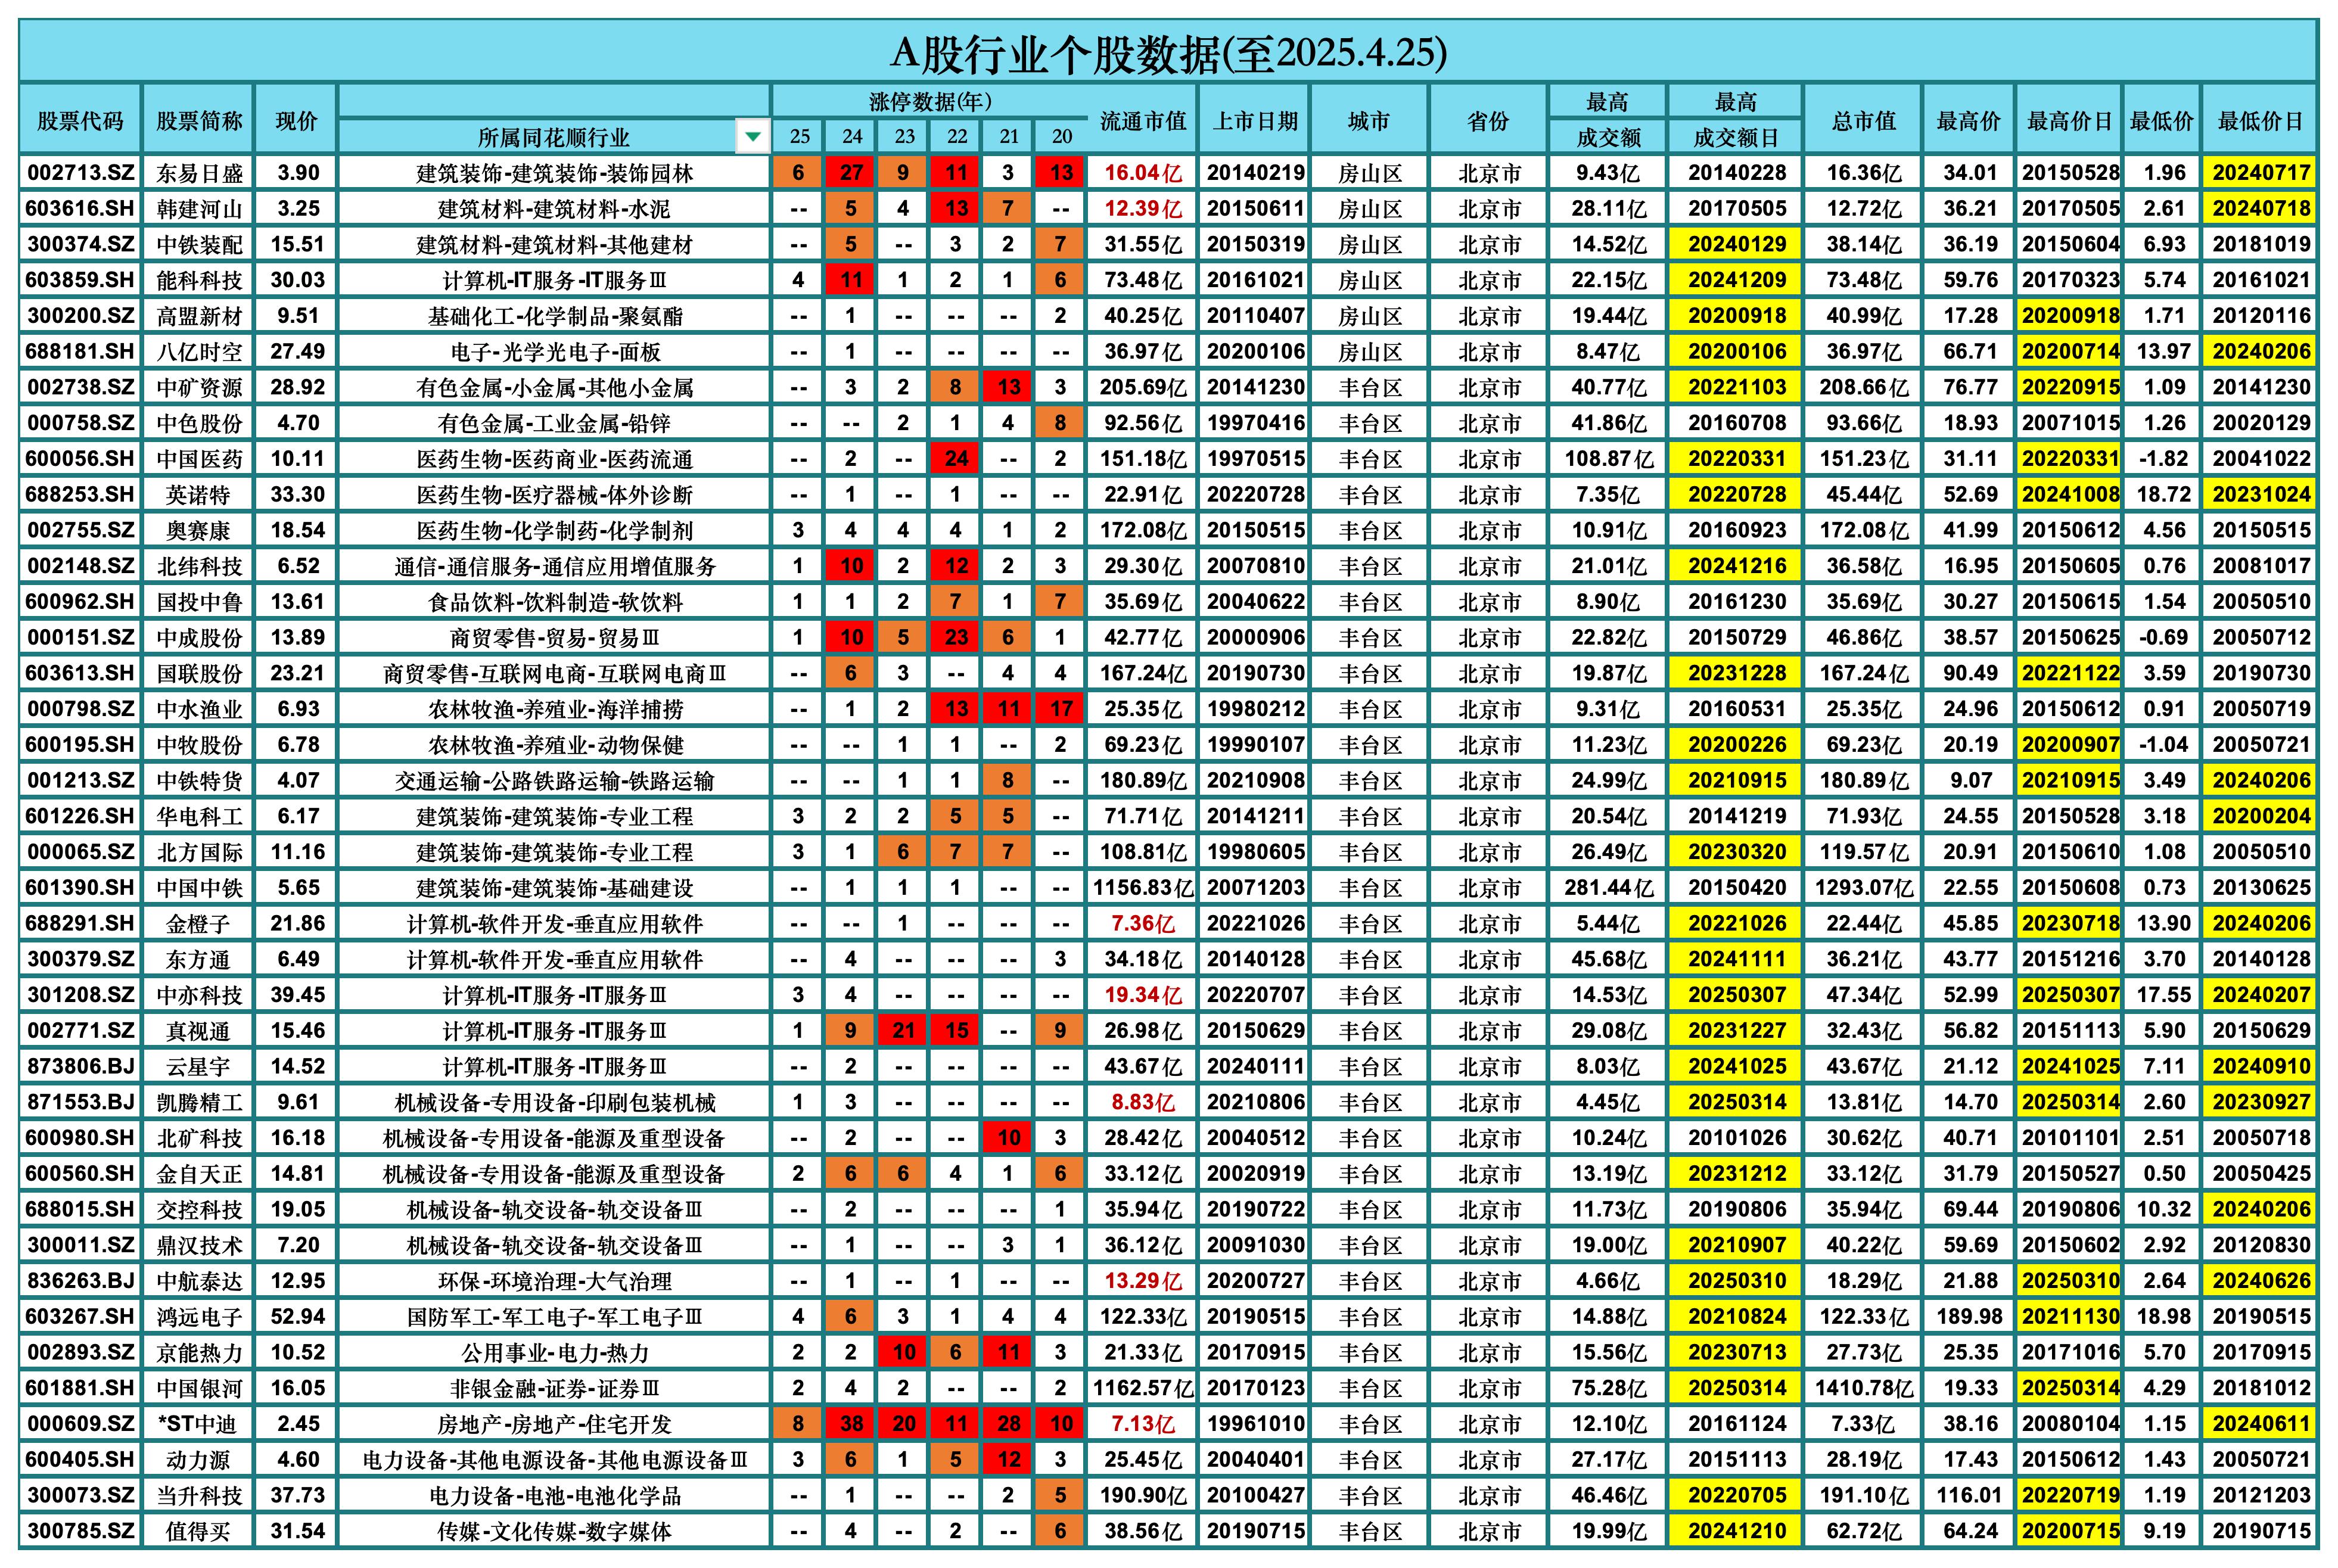 A股行业个股数据(至2025.4.25)
股票代码 股票简称 现价 所属同花顺行业 涨停数据(年) 25 24 23 22 21 20 流通市值 上市日期 城市 省份 最高成交额 最高成交额日 总市值 最高价 最高价日 最低价 最低价日
002713.SZ 东易日盛 3.90 建筑装饰-建筑装饰-装饰园林 6 27 9 11 3 13 16.04亿 20140219 房山区 北京市 9.43亿 20140228 16.36亿 34.01 20150528 1.96 20240717
603616.SH 韩建河山 3.25 建筑材料-建筑材料-水泥 -- 5 4 13 7 -- 12.39亿 20150611 房山区 北京市 28.11亿 20170505 12.72亿 36.21 20170505 2.61 20240718
300374.SZ 中铁装配 15.51 建筑材料-建筑材料-其他建材 -- 5 -- 3 2 7 31.55亿 20150319 房山区 北京市 14.52亿 20240129 38.14亿 36.19 20150604 6.93 20181019
603859.SH 能科科技 30.03 计算机-IT服务-IT服务Ⅲ 4 11 1 2 1 6 73.48亿 20161021 房山区 北京市 22.15亿 20241209 73.48亿 59.76 20170323 5.74 20161021
300200.SZ 高盟新材 9.51 基础化工-化学制品-聚氨酯 -- 1 -- -- -- 2 40.25亿 20110407 房山区 北京市 19.44亿 20200918 40.99亿 17.28 20200918 1.71 20120116
688181.SH 八亿时空 27.49 电子-光学光电子-面板 -- 1 -- -- -- -- 36.97亿 20200106 房山区 北京市 8.47亿 20200106 36.97亿 66.71 20200714 13.97 20240206
002738.SZ 中矿资源 28.92 有色金属-小金属-其他小金属 -- 3 2 8 13 3 205.69亿 20141230 丰台区 北京市 40.77亿 20221103 208.66亿 76.77 20220915 1.09 20141230
000758.SZ 中色股份 4.70 有色金属-工业金属-铅锌 -- -- 2 1 4 8 92.56亿 19970416 丰台区 北京市 41.86亿 20160708 93.66亿 18.93 20071015 1.26 20020129
600056.SH 中国医药 10.11 医药生物-医药商业-医药流通 -- 2 -- 24 -- 2 151.18亿 19970515 丰台区 北京市 108.87亿 20220331 151.23亿 31.11 20220331 -1.82 20041022
688253.SH 英诺特 33.30 医药生物-医疗器械-体外诊断 -- 1 -- 1 -- -- 22.91亿 20220728 丰台区 北京市 7.35亿 20220728 45.44亿 52.69 20241008 18.72 20231024
002755.SZ 奥赛康 18.54 医药生物-化学制药-化学制剂 3 4 4 4 1 2 172.08亿 20150515 丰台区 北京市 10.91亿 20160923 172.08亿 41.99 20150612 4.56 20150515
002148.SZ 北纬科技 6.52 通信-通信服务-通信应用增值服务 1 10 2 12 2 3 29.30亿 20070810 丰台区 北京市 21.01亿 20241216 36.58亿 16.95 20150605 0.76 20081017
600962.SH 国投中鲁 13.61 食品饮料-饮料制造-软饮料 1 1 2 7 1 7 35.69亿 20040622 丰台区 北京市 8.90亿 20161230 35.69亿 30.27 20150615 1.54 20050510
000151.SZ 中成股份 13.89 商贸零售-贸易-贸易Ⅲ 1 10 5 23 6 1 42.77亿 20000906 丰台区 北京市 22.82亿 20150729 46.86亿 38.57 20150625 -0.69 20050712
603613.SH 国联股份 23.21 商贸零售-互联网电商-互联网电商Ⅲ -- 6 3 -- 4 4 167.24亿 20190730 丰台区 北京市 19.87亿 20231228 167.24亿 90.49 20221122 3.59 20190730
000798.SZ 中水渔业 6.93 农林牧渔-养殖业-海洋捕捞 -- 1 2 13 11 17 25.35亿 19980212 丰台区 北京市 9.31亿 20160531 25.35亿 24.96 20150612 0.91 20050719
600195.SH 中牧股份 6.78 农林牧渔-养殖业-动物保健 -- -- 1 1 -- 2 69.23亿 19990107 丰台区 北京市 11.23亿 20200226 69.23亿 20.19 20200907 -1.04 20050721
001213.SZ 中铁特货 4.07 交通运输-公路铁路运输-铁路运输 -- -- 1 1 8 -- 180.89亿 20210908 丰台区 北京市 24.99亿 20210915 180.89亿 9.07 20210915 3.49 20240206
601226.SH 华电科工 6.17 建筑装饰-建筑装饰-专业工程 3 2 2 5 5 -- 71.71亿 20141211 丰台区 北京市 20.54亿 20141219 71.93亿 24.55 20150528 3.18 20200204
000065.SZ 北方国际 11.16 建筑装饰-建筑装饰-专业工程 3 1 6 7 7 -- 108.81亿 19980605 丰台区 北京市 26.49亿 20230320 119.57亿 20.91 20150610 1.08 20050510
601390.SH 中国中铁 5.65 建筑装饰-建筑装饰-基础建设 -- 1 1 1 -- -- 1156.83亿 20071203 丰台区 北京市 281.44亿 20150420 1293.07亿 22.55 20150608 0.73 20130625
688291.SH 金橙子 21.86 计算机-软件开发-垂直应用软件 -- -- 1 -- -- -- 7.36亿 20221026 丰台区 北京市 5.44亿 20221026 22.44亿 45.85 20230718 13.90 20240206
300379.SZ 东方通 6.49 计算机-软件开发-垂直应用软件 -- 4 -- -- -- 3 34.18亿 20140128 丰台区 北京市 45.68亿 20241111 36.21亿 43.77 20151216 3.70 20140128
301208.SZ 中亦科技 39.45 计算机-IT服务-IT服务Ⅲ 3 4 -- -- -- -- 19.34亿 20220707 丰台区 北京市 14.53亿 20250307 47.34亿 52.99 20250307 17.55 20240207
002771.SZ 真视通 15.46 计算机-IT服务-IT服务Ⅲ 1 9 21 15 -- 9 26.98亿 20150629 丰台区 北京市 29.08亿 20231227 32.43亿 56.82 20151113 5.90 20150629
873806.BJ 云星宇 14.52 计算机-IT服务-IT服务Ⅲ -- 2 -- -- -- -- 43.67亿 20240111 丰台区 北京市 8.03亿 20241025 43.67亿 21.12 20241025 7.11 20240910
871553.BJ 凯腾精工 9.61 机械设备-专用设备-印刷包装机械 1 3 -- -- -- -- 8.83亿 20210806 丰台区 北京市 4.45亿 20250314 13.81亿 14.70 20250314 2.60 20230927
600980.SH 北矿科技 16.18 机械设备-专用设备-能源及重型设备 -- 2 -- -- 10 3 28.42亿 20040512 丰台区 北京市 10.24亿 20101026 30.62亿 40.71 20101101 2.51 20050718
600560.SH 金自天正 14.81 机械设备-专用设备-能源及重型设备 2 6 6 4 1 6 33.12亿 20020919 丰台区 北京市 13.19亿 20231212 33.12亿 31.79 20150527 0.50 20050425
688015.SH 交控科技 19.05 机械设备-轨交设备-轨交设备Ⅲ -- 2 -- -- -- 1 35.94亿 20190722 丰台区 北京市 11.73亿 20190806 35.94亿 69.44 20190806 10.32 20240206
300011.SZ 鼎汉技术 7.20 机械设备-轨交设备-轨交设备Ⅲ -- 1 -- -- 3 1 36.12亿 20091030 丰台区 北京市 19.00亿 20210907 40.22亿 59.69 20150602 2.92 20120830
836263.BJ 中航泰达 12.95 环保-环境治理-大气治理 -- 1 -- 1 -- -- 13.29亿 20200727 丰台区 北京市 4.66亿 20250310 18.29亿 21.88 20250310 2.64 20240626
603267.SH 鸿远电子 52.94 国防军工-军工电子-军工电子Ⅲ 4 6 3 1 4 4 122.33亿 20190515 丰台区 北京市 14.88亿 20210824 122.33亿 189.98 20211130 18.98 20190515
002893.SZ 京能热力 10.52 公用事业-电力-热力 2 2 10 6 11 3 21.33亿 20170915 丰台区 北京市 15.56亿 20230713 27.73亿 25.35 20171016 5.70 20170915
601881.SH 中国银河 16.05 非银金融-证券-证券Ⅲ 2 4 2 -- -- 2 1162.57亿 20170123 丰台区 北京市 75.28亿 20250314 1410.78亿 19.33 20250314 4.29 20181012
000609.SZ *ST中迪 2.45 房地产-房地产-住宅开发 8 38 20 11 28 10 7.13亿 19961010 丰台区 北京市 12.10亿 20161124 7.33亿 38.16 20080104 1.15 20240611
600405.SH 动力源 4.60 电力设备-其他电源设备-其他电源设备Ⅲ 3 6 1 5 12 3 25.45亿 20040401 丰台区 北京市 27.17亿 20151113 28.19亿 17.43 20150612 1.43 20050721
300073.SZ 当升科技 37.73 电力设备-电池-电池化学品 -- 1 -- -- 2 5 190.90亿 20100427 丰台区 北京市 46.46亿 20220705 191.10亿 116.01 20220719 1.19 20121203
300785.SZ 值得买 31.54 传媒-文化传媒-数字媒体 -- 4 -- 2 -- 6 38.56亿 20190715 丰台区 北京市 19.99亿 20241210 62.72亿 64.24 20200715 9.19 20190715